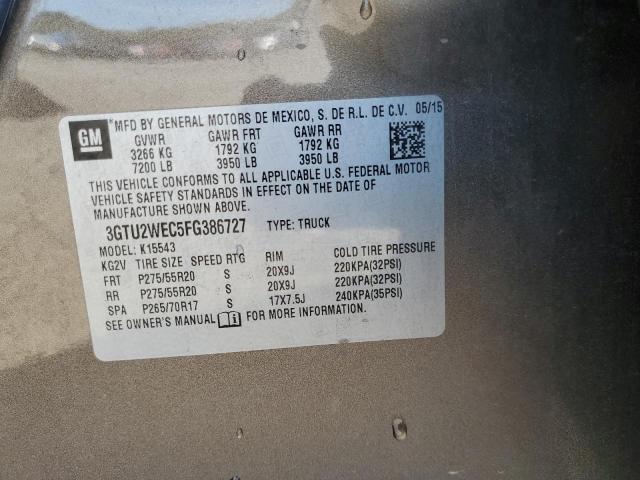 GM
*MFD BY GENERAL MOTORS DE MEXICO, S. DE R.L. DE C.V. 05/15
GVWR GAWR FRT GAWR RR
3266 KG 1792 KG 1792 KG
7200 LB 3950 LB 3950 LB
THIS VEHICLE CONFORMS TO ALL APPLICABLE U.S. FEDERAL MOTOR
VEHICLE SAFETY STANDARDS IN EFFECT ON THE DATE OF
MANUFACTURE SHOWN ABOVE.
3GTU2WEC5FG386727 TYPE: TRUCK
MODEL: K15543
KG2V TIRE SIZE SPEED RTG RIM COLD TIRE PRESSURE
FRT P275/55R20 S 20X9J 220KPA(32PSI)
RR P275/55R20 S 20X9J 220KPA(32PSI)
SPA P265/70R17 S 17X7.5J 240KPA(35PSI)
SEE OWNER'S MANUAL FOR MORE INFORMATION.